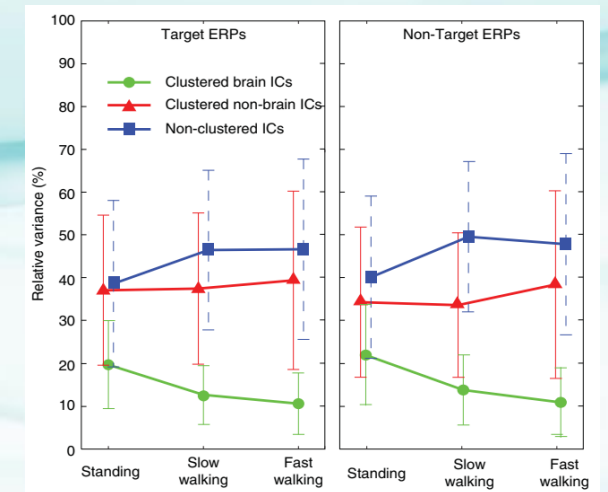 Target ERPs
Non-Target ERPs
Clustered brain ICs
Clustered non-brain ICs
Non-clustered ICs
Relative variance (%)
100
90
80
70
60
50
40
30
20
10
0
Standing
Slow
walking
Fast
walking
Standing
Slow
walking
Fast
walking